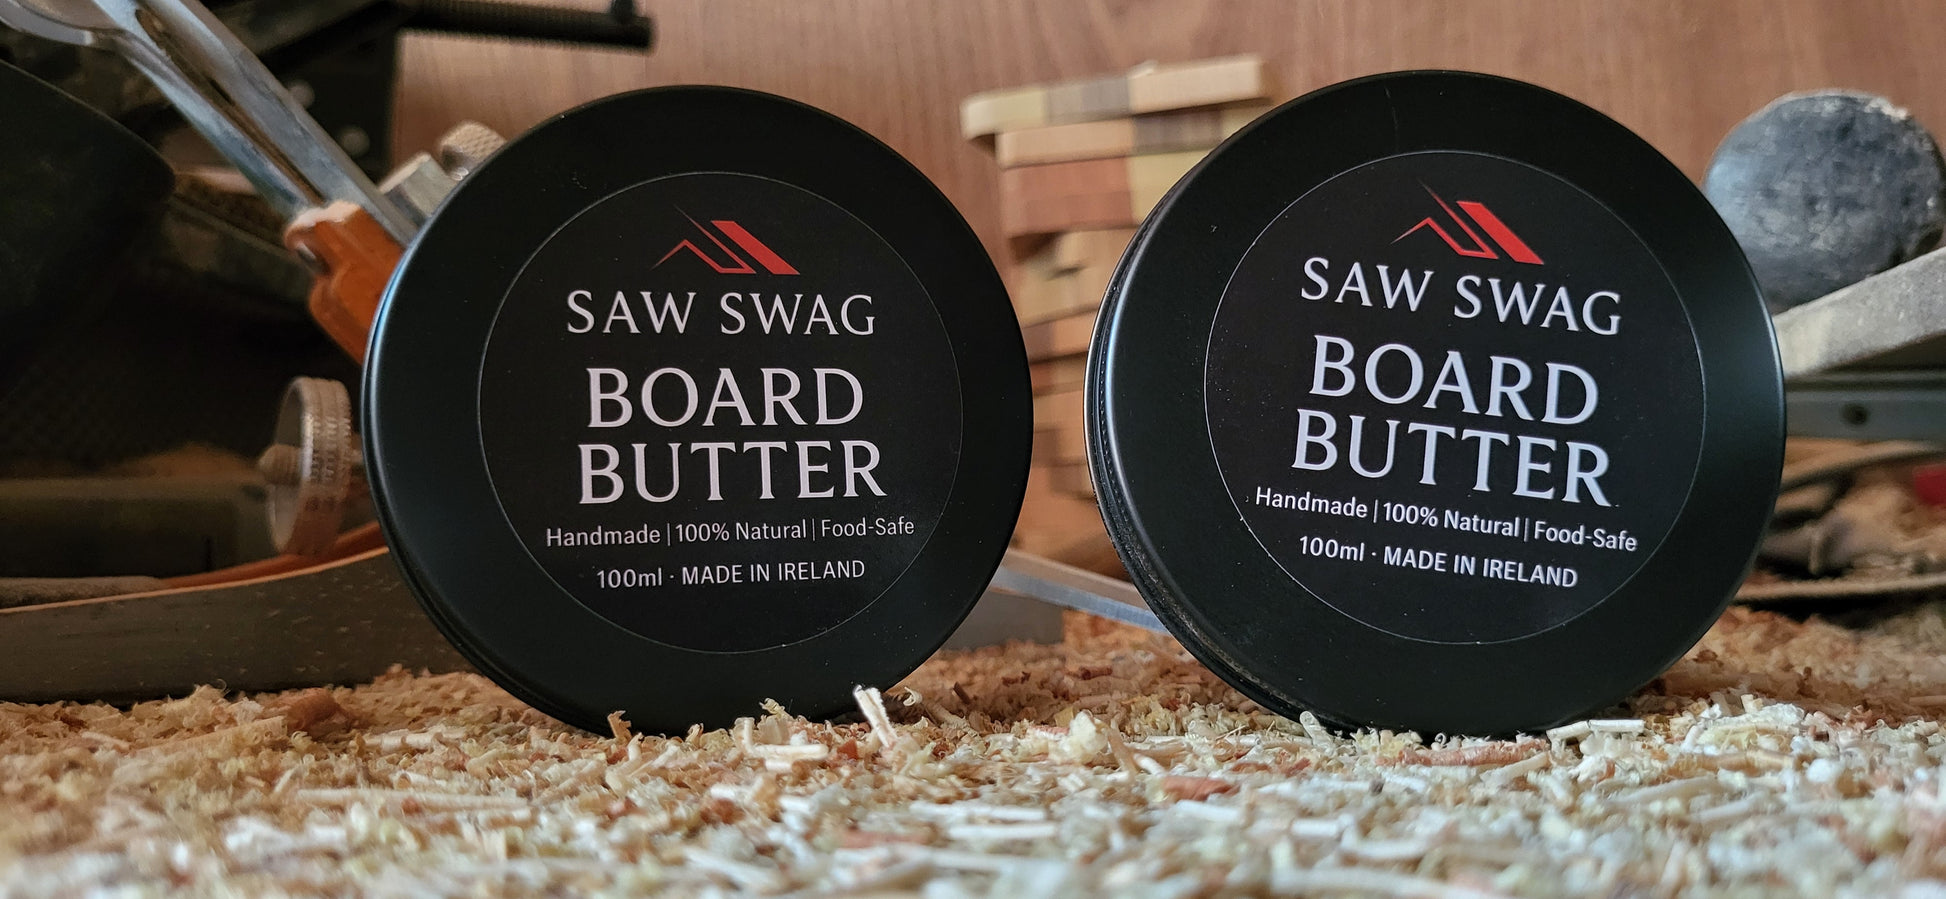 SAW SWAG
BOARD
BUTTER
Handmade | 100% Natural | Food-Safe
100ml · MADE IN IRELAND
SAW SWAG
BOARD
BUTTER
Handmade | 100% Natural | Food-Safe
100ml · MADE IN IRELAND